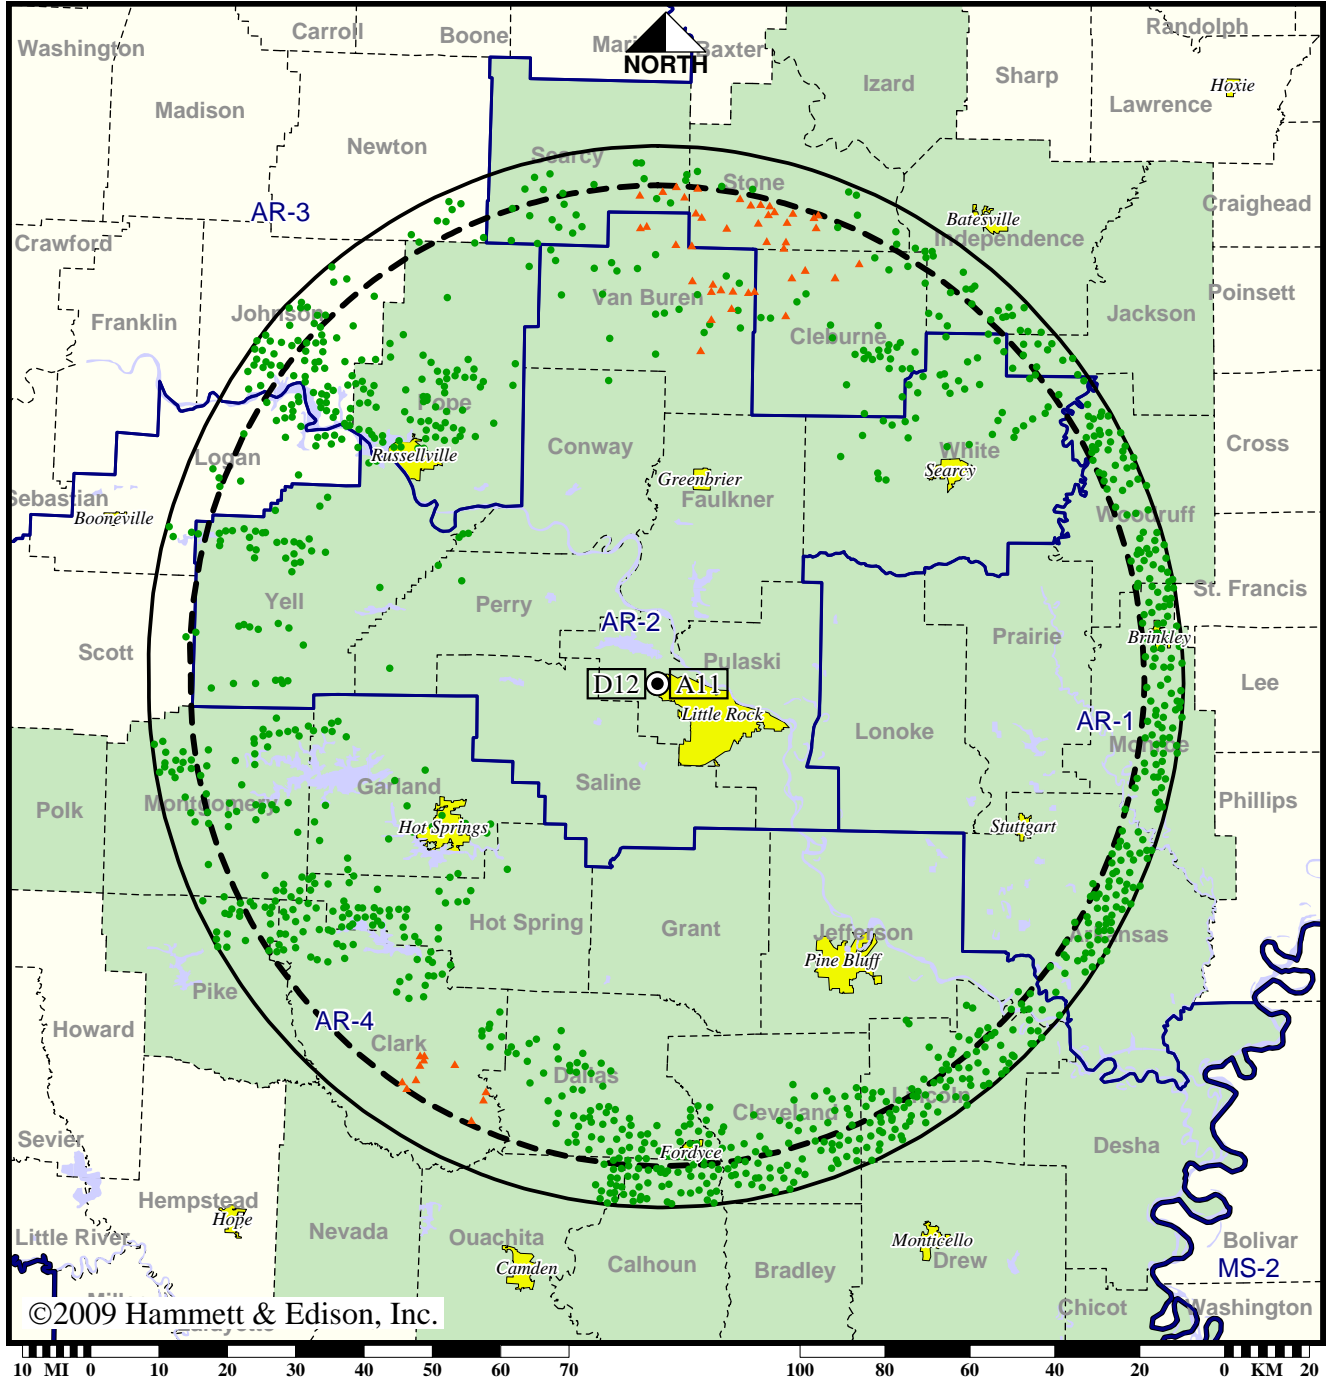 Carroll
Boone
Marion
Baxter
Randolph
Washington
NORTH
Izard
Sharp
Hoxie
Lawrence
Madison
Newton
Searcy
Stone
AR-3
Batesville
Craighead
Crawford
Independence
Van Buren
Poinsett
Franklin
Johnson
Jackson
Cleburne
Pope
Conway
White
Cross
Logan
Russellville
Greenbrier
Searcy
Sebastian
Faulkner
Booneville
Woodruff
St. Francis
Yell
Perry
AR-2
Prairie
Brinkley
Scott
Pulaski
D12
A11
Lee
Little Rock
AR-1
Lonoke
Monroe
Garland
Saline
Polk
Montgomery
Phillips
Hot Springs
Stuttgart
Hot Spring
Grant
Jefferson
Arkansas
Pine Bluff
Pike
AR-4
Howard
Clark
Dallas
Lincoln
Cleveland
Sevier
Fordyce
Desha
Hempstead
Hope
Little River
Nevada
Ouachita
Monticello
Bolivar
Camden
Calhoun
Bradley
Drew
MS-2
Chicot
Washington
©2009 Hammett & Edison, Inc.
10 MI 0 10 20 30 40 50 60 70
100 80 60 40 20 0 KM 20